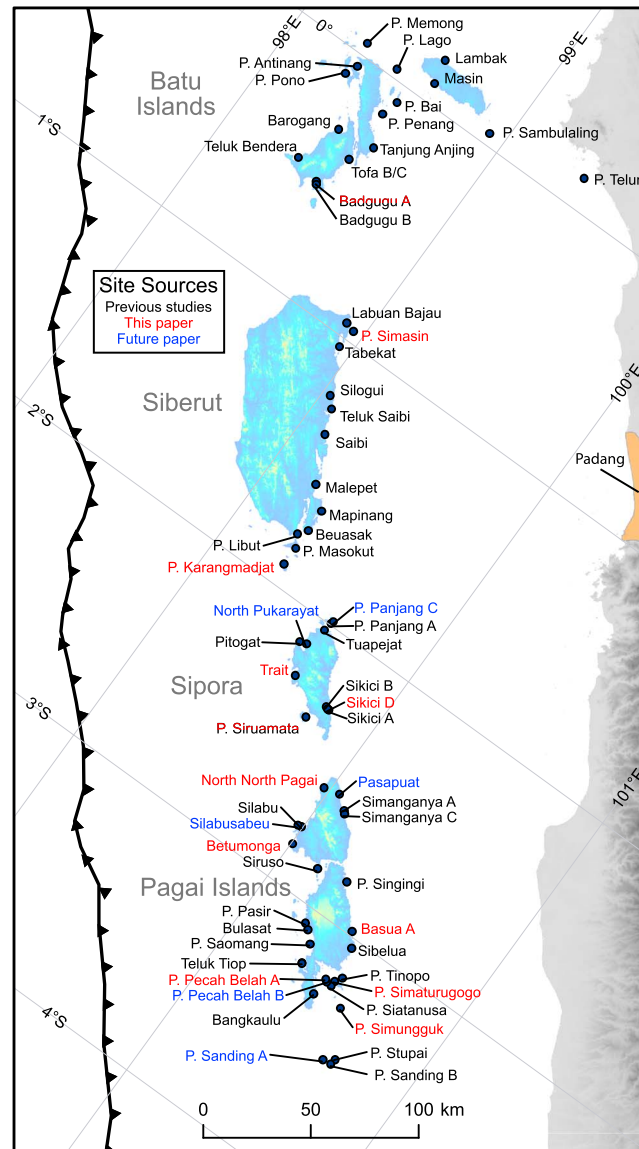 98°E
0°
99°E
P. Memong
P. Lago
P. Antinang
Lambak
P. Pono
Masin
Batu
Islands
P. Bai
1°S
Barogang
P. Penang
P. Sambulaling
Teluk Bendera
Tanjung Anjing
Tofa B/C
P. Telur
Badgugu A
Badgugu B
Site Sources
Previous studies
This paper
Future paper
Labuan Bajau
P. Simasin
Tabekat
100°E
Siberut
Silogui
2°S
Teluk Saibi
Saibi
Padang
Malepet
Mapinang
Beuasak
P. Libut
P. Masokut
P. Karangmadjat
North Pukarayat
P. Panjang C
P. Panjang A
Pitogat
Tuapejat
Trait
Sipora
Sikici B
Sikici D
3°S
P. Siruamata
Sikici A
101°E
North North Pagai
Pasapuat
Silabu
Simanganya A
Silabusabeu
Simanganya C
Betumonga
Siruso
Pagai Islands
P. Singingi
P. Pasir
Bulasat
Basua A
P. Saomang
Sibelua
Teluk Tiop
P. Pecah Belah A
P. Tinopo
P. Pecah Belah B
P. Simaturugogo
P. Siatanusa
4°S
Bangkaulu
P. Simungguk
P. Sanding A
P. Stupai
P. Sanding B
0
50
100 km